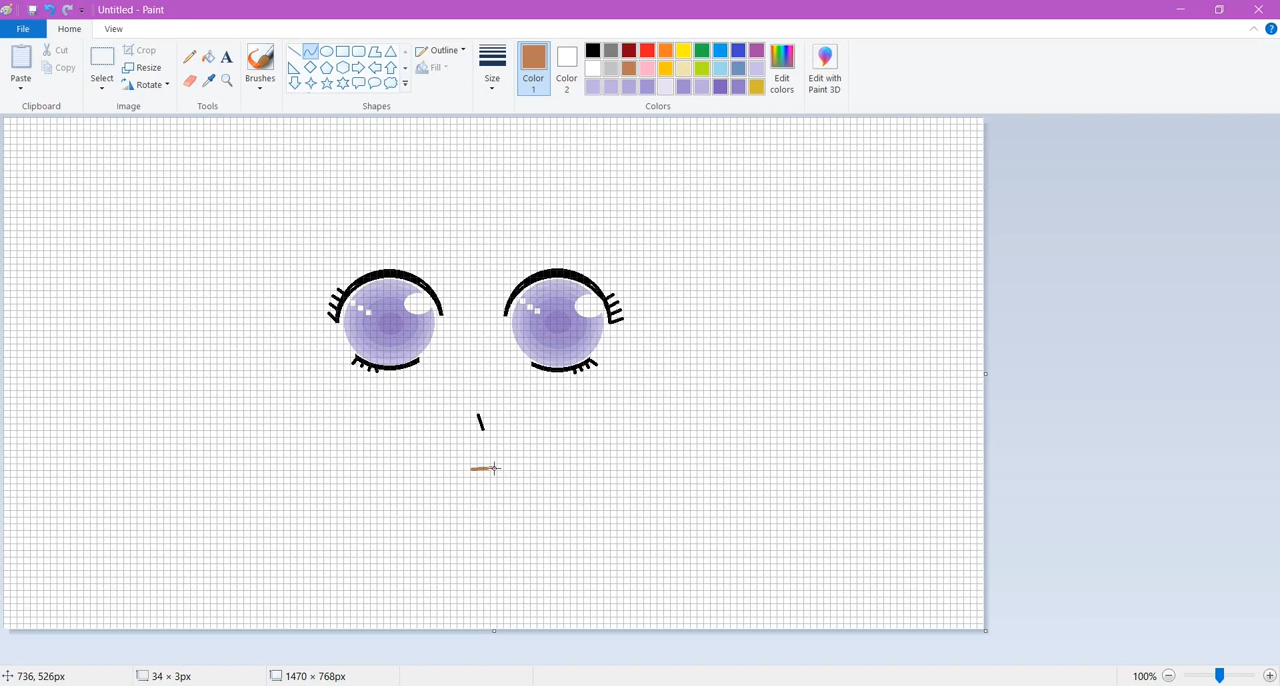 Untitled - Paint
File Home View
Paste
Cut
Copy
Clipboard
Select
Crop
Resize
Rotate
Image
A
Tools
Brushes
Shapes
Outline
Fill
Size
Color 1
Color 2
Edit colors
Colors
Edit with Paint 3D
736, 526px
34 × 3px
1470 × 768px
100%